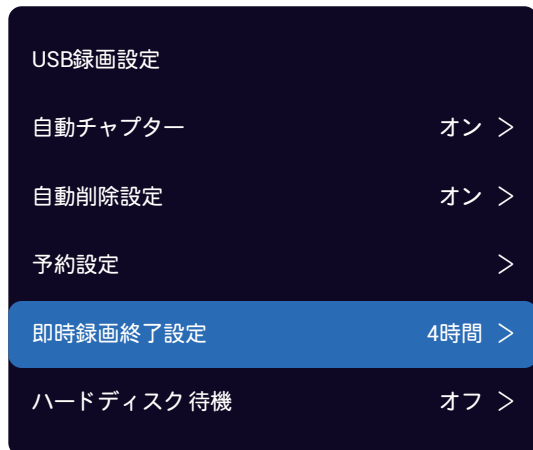 USB録画設定
自動チャプター オン >
自動削除設定 オン >
予約設定 >
即時録画終了設定 4時間 >
ハードディスク待機 オフ >